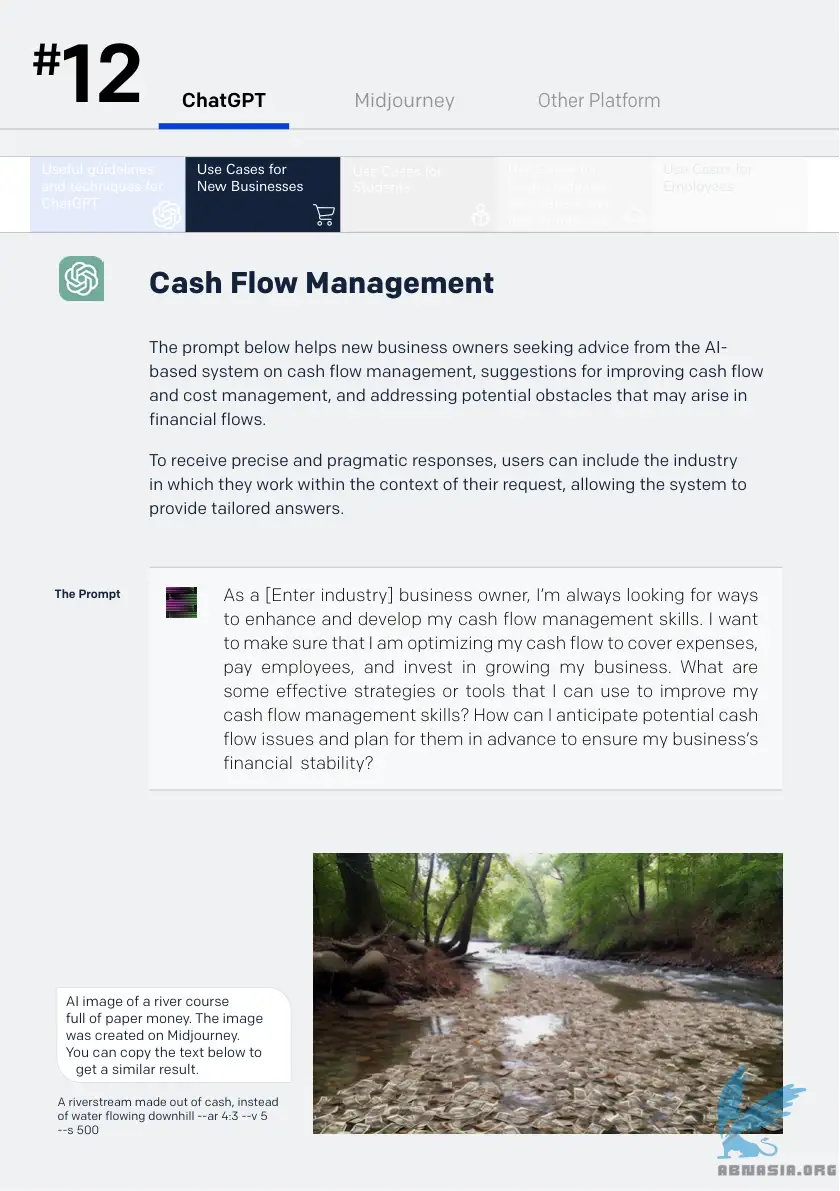 #12
ChatGPT
Midjourney
Other Platform
Useful guidelines
and techniques for
ChatGPT
Use Cases for
New Businesses
Use Cases for
Students
Use Cases for
Employees
Cash Flow Management
The prompt below helps new business owners seeking advice from the AI-
based system on cash flow management, suggestions for improving cash flow
and cost management, and addressing potential obstacles that may arise in
financial flows.
To receive precise and pragmatic responses, users can include the industry
in which they work within the context of their request, allowing the system to
provide tailored answers.
The Prompt
As a [Enter industry] business owner, I’m always looking for ways
to enhance and develop my cash flow management skills. I want
to make sure that I am optimizing my cash flow to cover expenses,
pay employees, and invest in growing my business. What are
some effective strategies or tools that I can use to improve my
cash flow management skills? How can I anticipate potential cash
flow issues and plan for them in advance to ensure my business’s
financial stability?
AI image of a river course
full of paper money. The image
was created on Midjourney.
You can copy the text below to
get a similar result.
A riverstream made out of cash, instead
of water flowing downhill --ar 4:3 --v 5
--s 500
ABNASIA.ORG